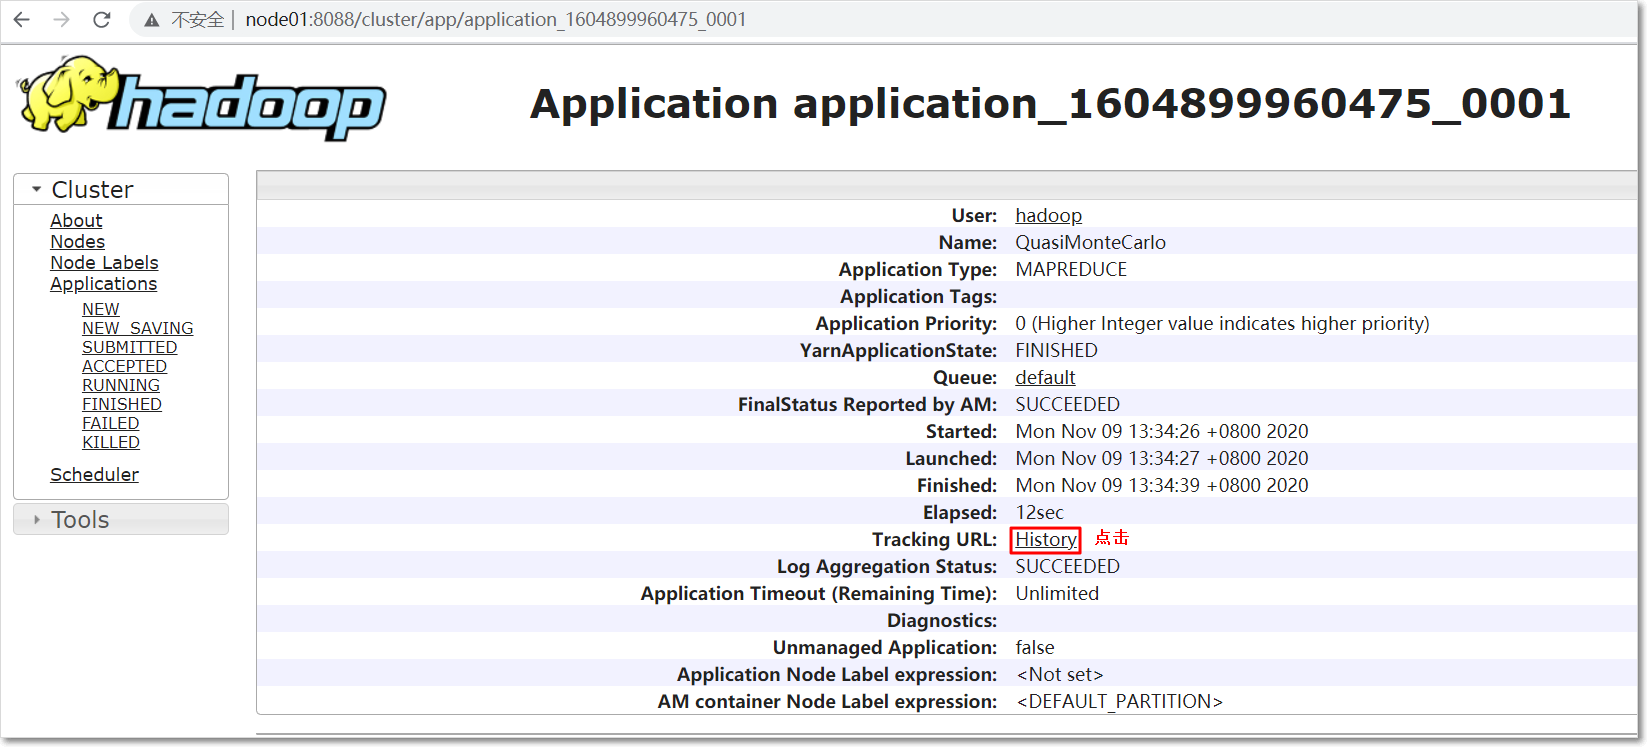 不安全 | node01:8088/cluster/app/application_1604899960475_0001
hadoop
Application application_1604899960475_0001
Cluster
About
Nodes
Node Labels
Applications
NEW
NEW_SAVING
SUBMITTED
ACCEPTED
RUNNING
FINISHED
FAILED
KILLED
Scheduler
Tools
User: hadoop
Name: QuasiMonteCarlo
Application Type: MAPREDUCE
Application Tags:
Application Priority: 0 (Higher Integer value indicates higher priority)
YarnApplicationState: FINISHED
Queue: default
FinalStatus Reported by AM: SUCCEEDED
Started: Mon Nov 09 13:34:26 +0800 2020
Launched: Mon Nov 09 13:34:27 +0800 2020
Finished: Mon Nov 09 13:34:39 +0800 2020
Elapsed: 12sec
Tracking URL: History 点击
Log Aggregation Status: SUCCEEDED
Application Timeout (Remaining Time): Unlimited
Diagnostics:
Unmanaged Application: false
Application Node Label expression: <Not set>
AM container Node Label expression: <DEFAULT_PARTITION>